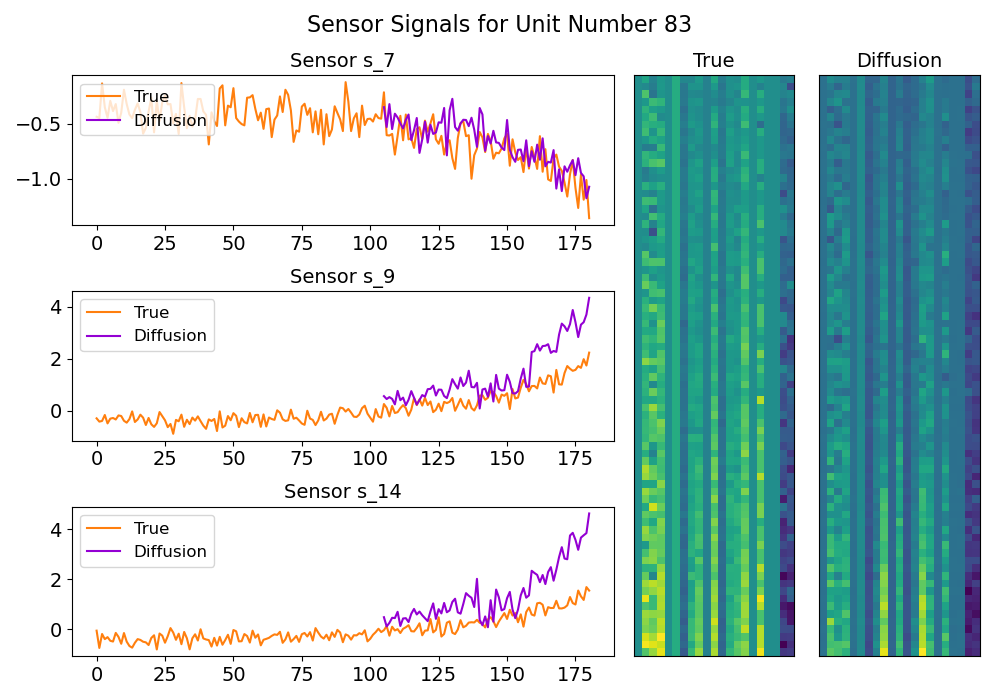 Sensor Signals for Unit Number 83
Sensor s_7
True
Diffusion
−0.5
−1.0
0 25 50 75 100 125 150 175
Sensor s_9
True
Diffusion
4
2
0
0 25 50 75 100 125 150 175
Sensor s_14
True
Diffusion
4
2
0
0 25 50 75 100 125 150 175
True
Diffusion